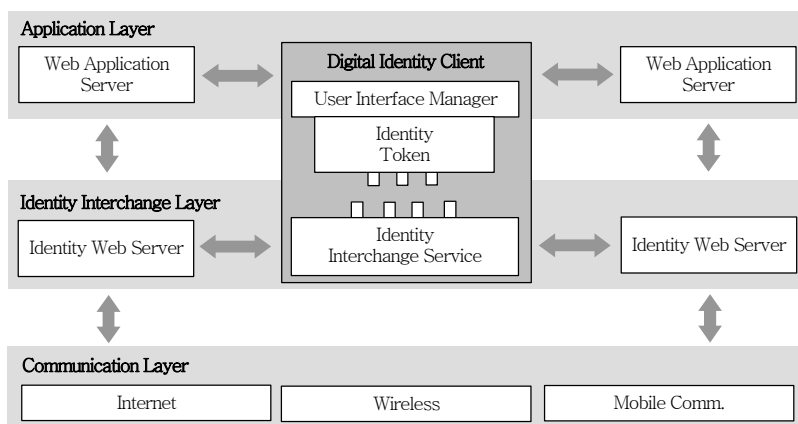 Application Layer
Web Application
Server
Digital Identity Client
User Interface Manager
Identity
Token
Web Application
Server
Identity Interchange Layer
Identity Web Server
Identity
Interchange Service
Identity Web Server
Communication Layer
Internet
Wireless
Mobile Comm.